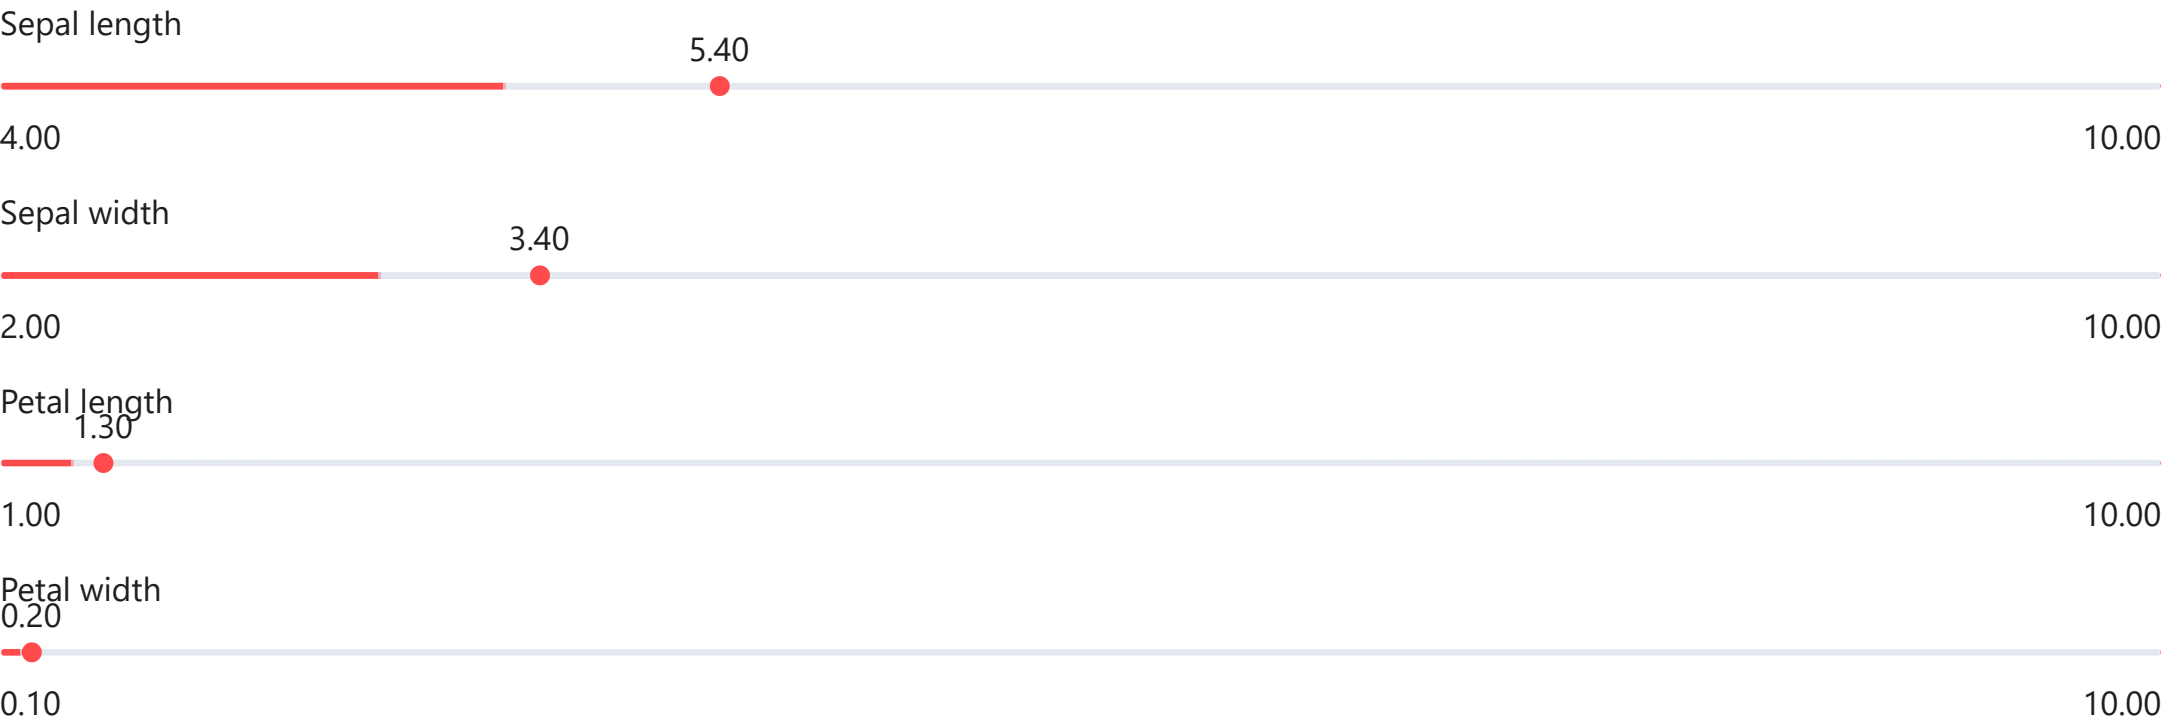 Sepal length
5.40
4.00 10.00
Sepal width
3.40
2.00 10.00
Petal length
1.30
1.00 10.00
Petal width
0.20
0.10 10.00